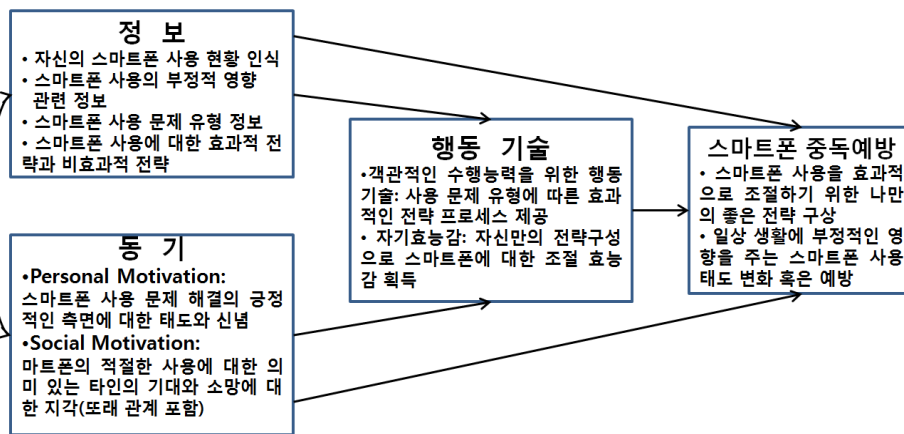 정 보
• 자신의 스마트폰 사용 현황 인식
• 스마트폰 사용의 부정적 영향
관련 정보
• 스마트폰 사용 문제 유형 정보
• 스마트폰 사용에 대한 효과적 전
략과 비효과적 전략
동 기
•Personal Motivation:
스마트폰 사용 문제 해결의 긍정
적인 측면에 대한 태도와 신념
•Social Motivation:
마트폰의 적절한 사용에 대한 의
미 있는 타인의 기대와 소망에 대
한 지각(또래 관계 포함)
행동 기술
•객관적인 수행능력을 위한 행동
기술: 사용 문제 유형에 따른 효과
적인 전략 프로세스 제공
• 자기효능감: 자신만의 전략구성
으로 스마트폰에 대한 조절 효능
감 획득
스마트폰 중독예방
• 스마트폰 사용을 효과적
으로 조절하기 위한 나만
의 좋은 전략 구상
• 일상 생활에 부정적인 영
향을 주는 스마트폰 사용
태도 변화 혹은 예방